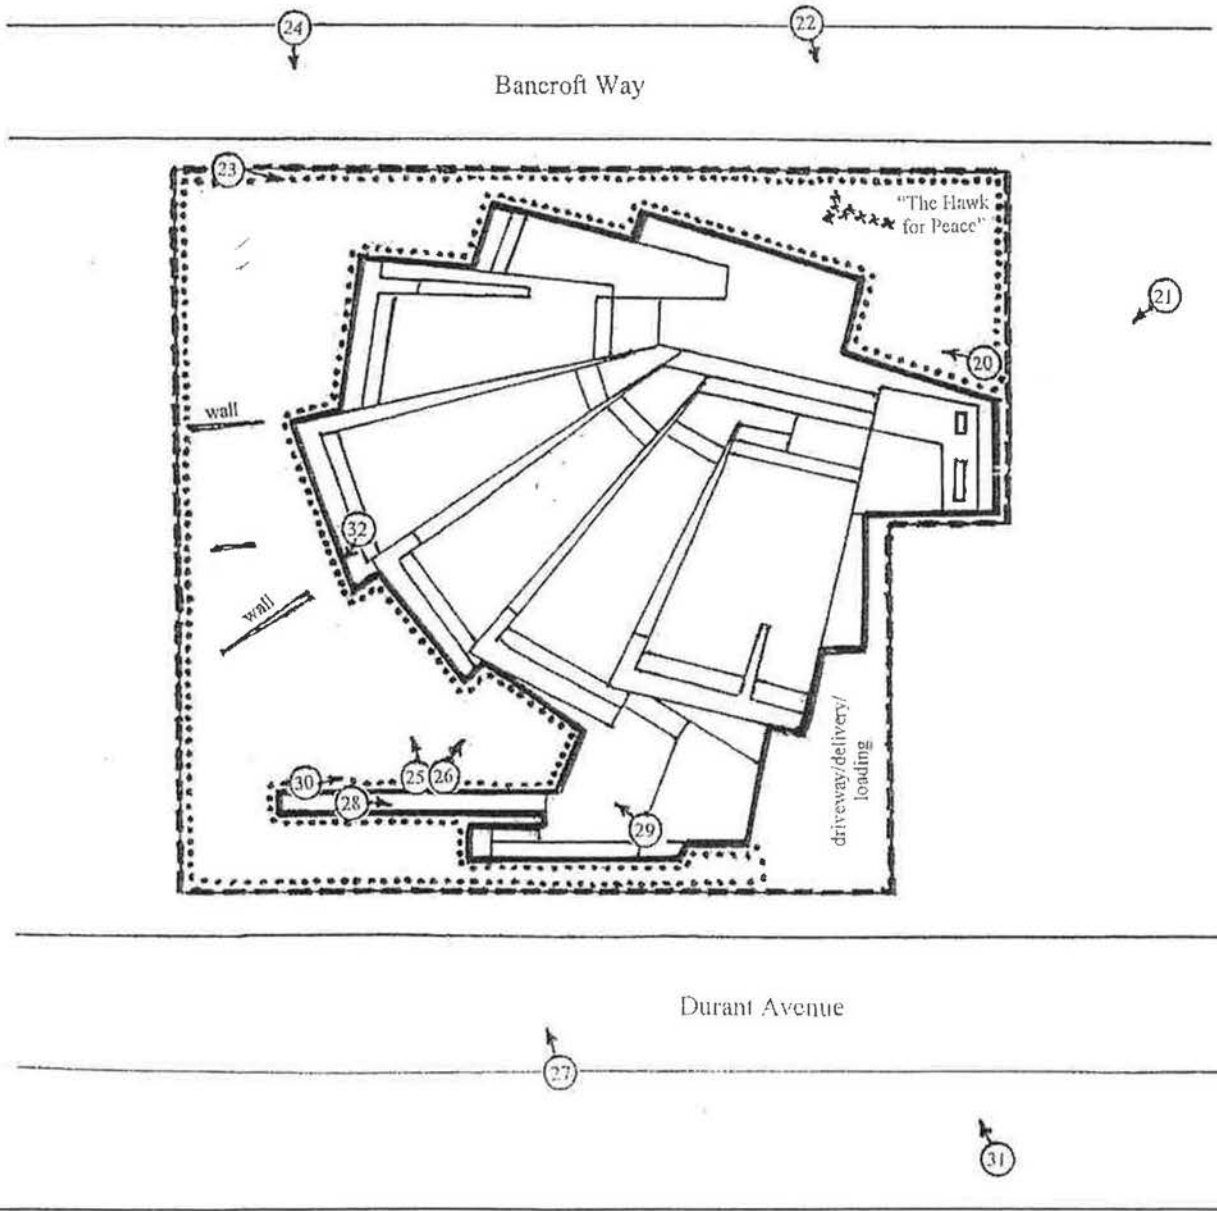 24
22
Bancroft Way
23
"The Hawk
for Peace"
21
20
wall
32
wall
driveway/delivery/
loading
25
26
30
28
29
Durant Avenue
27
31